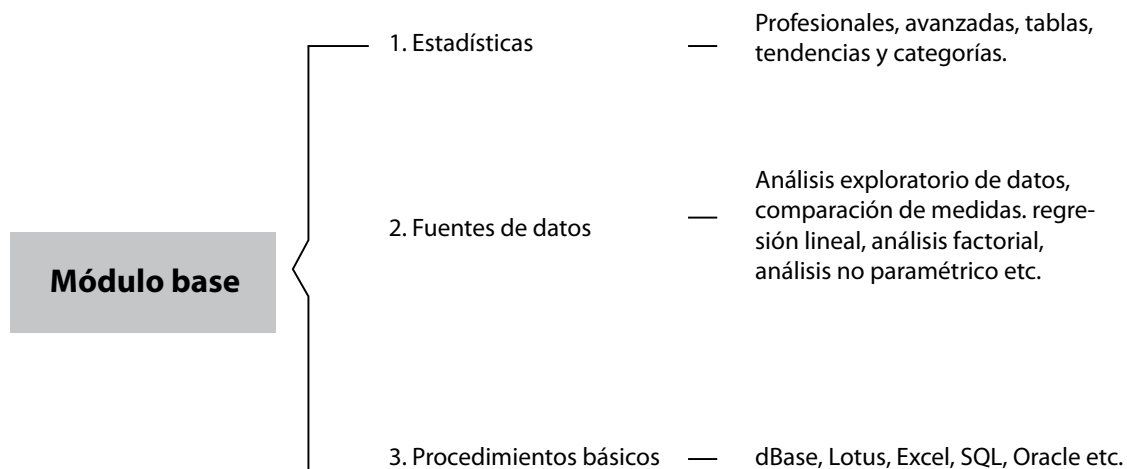 1. Estadísticas
Profesionales, avanzadas, tablas,
tendencias y categorías.
Módulo base
2. Fuentes de datos
Análisis exploratorio de datos,
comparación de medidas. regre-
sión lineal, análisis factorial,
análisis no paramétrico etc.
3. Procedimientos básicos
dBase, Lotus, Excel, SQL, Oracle etc.